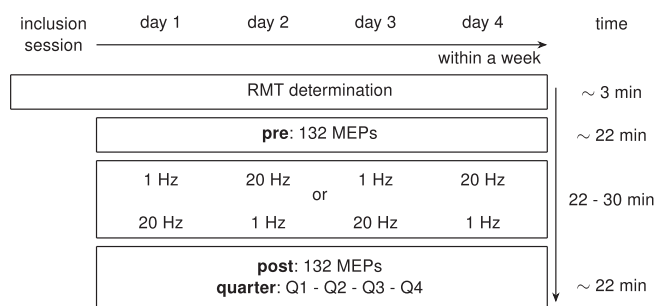 inclusion session day 1 day 2 day 3 day 4 time
within a week
RMT determination ~ 3 min
pre: 132 MEPs ~ 22 min
1 Hz 20 Hz 1 Hz 20 Hz
or 22 - 30 min
20 Hz 1 Hz 20 Hz 1 Hz
post: 132 MEPs
quarter: Q1 - Q2 - Q3 - Q4 ~ 22 min